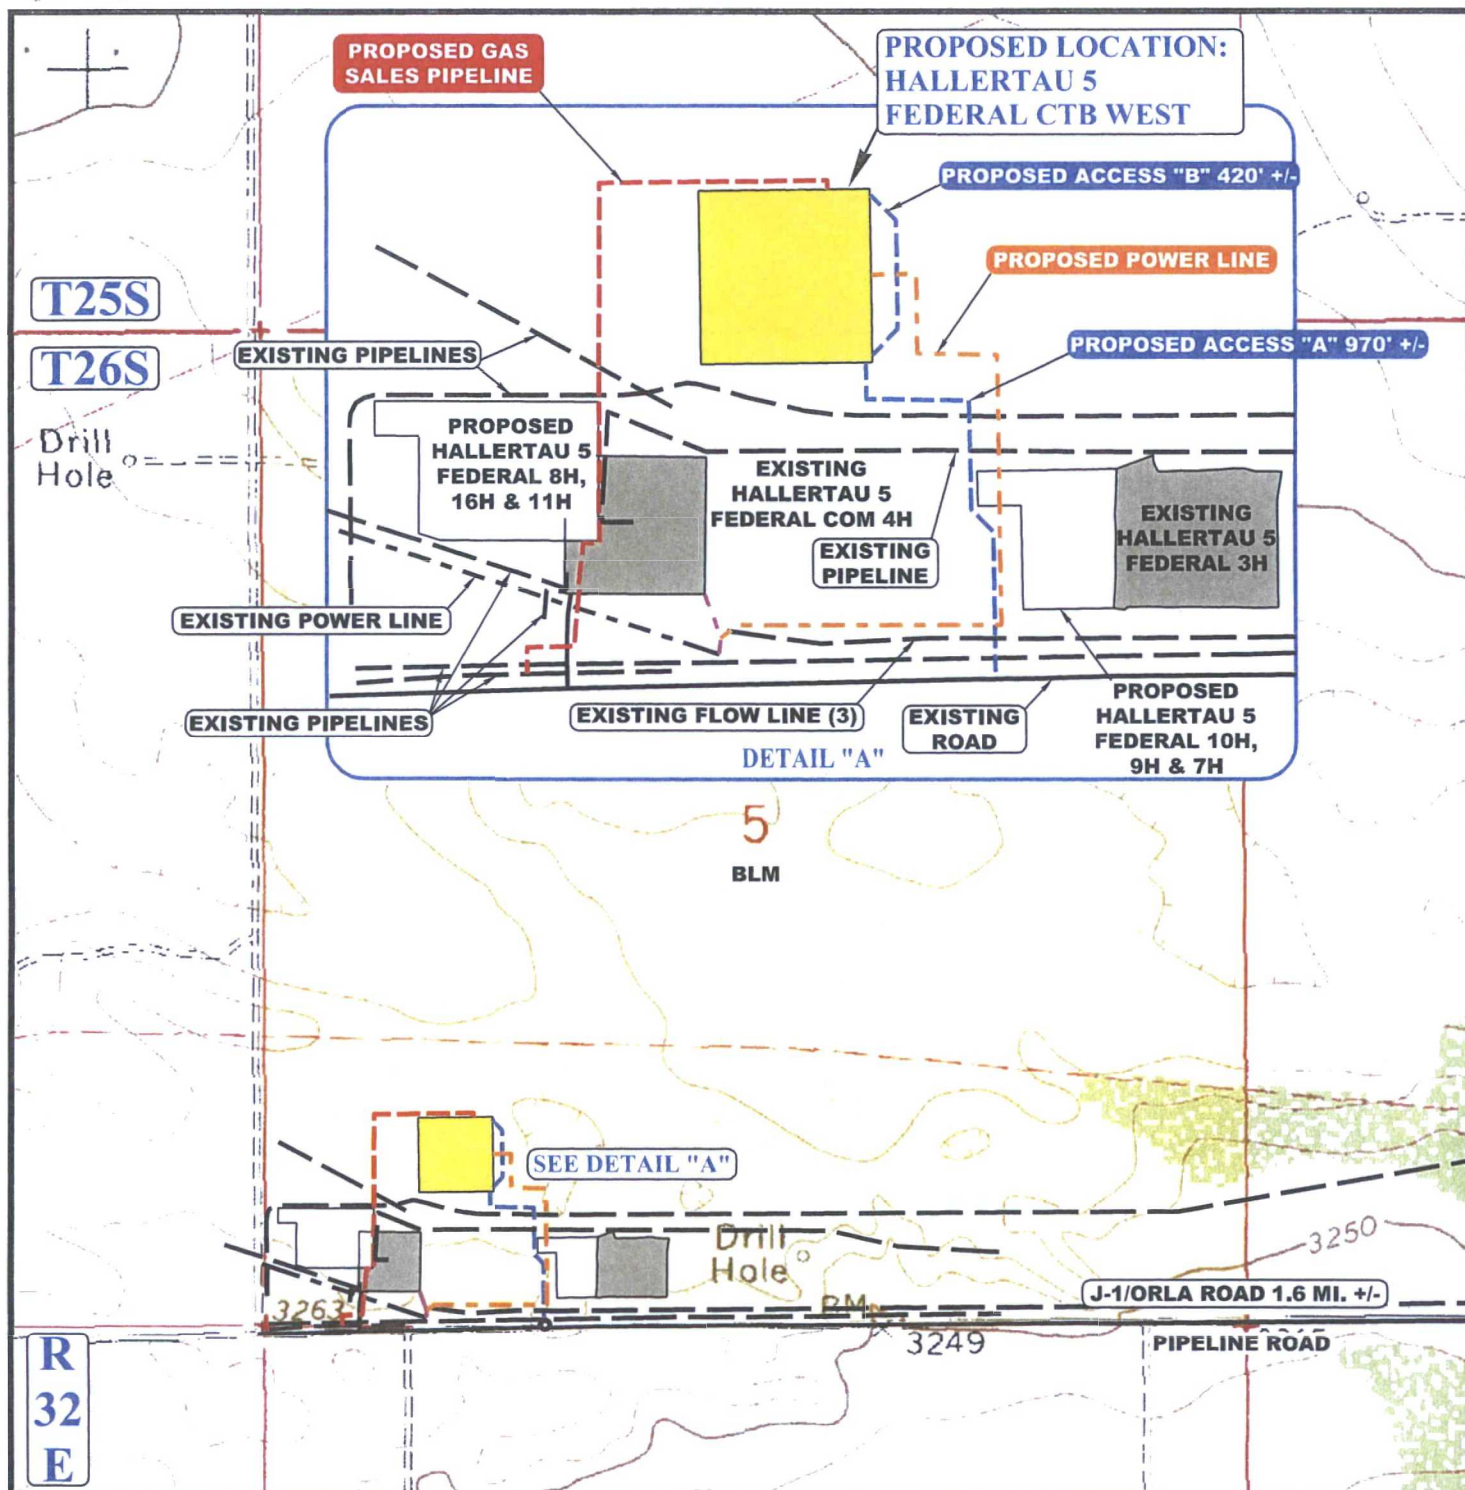 PROPOSED GAS
SALES PIPELINE
PROPOSED LOCATION:
HALLERTAU 5
FEDERAL CTB WEST
PROPOSED ACCESS "B" 420' +/-
PROPOSED POWER LINE
T25S
T26S
EXISTING PIPELINES
PROPOSED ACCESS "A" 970' +/-
Drill
Hole
PROPOSED
HALLERTAU 5
FEDERAL 8H,
16H & 11H
EXISTING
HALLERTAU 5
FEDERAL COM 4H
EXISTING
PIPELINE
EXISTING
HALLERTAU 5
FEDERAL 3H
EXISTING POWER LINE
EXISTING PIPELINES
EXISTING FLOW LINE (3)
EXISTING
ROAD
PROPOSED
HALLERTAU 5
FEDERAL 10H,
9H & 7H
DETAIL "A"
5
BLM
SEE DETAIL "A"
Drill
Hole
3250
3263
BM
J-1/ORLA ROAD 1.6 MI. +/-
3249
PIPELINE ROAD
R
32
E